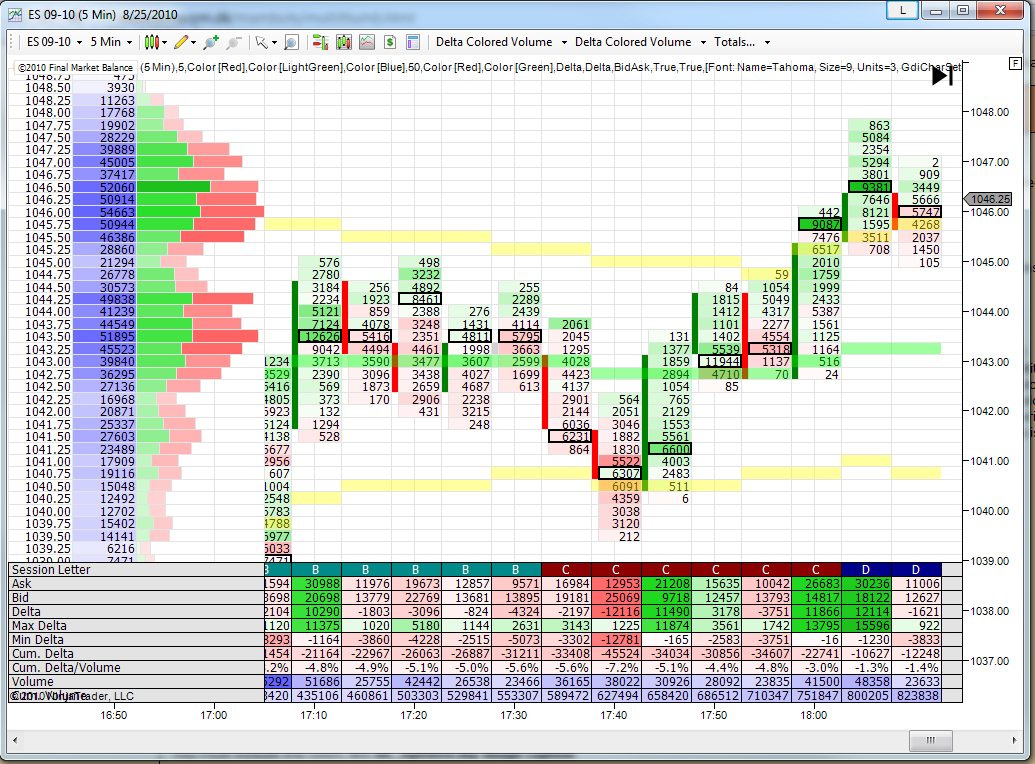 ES 09-10 (5 Min)  8/25/2010
L
ES 09-10 5 Min Delta Colored Volume Delta Colored Volume Totals...
©2010 Final Market Balance (5 Min),5,Color [Red],Color [LightGreen],Color [Blue],50,Color [Red],Color [Green],Delta,Delta,BidAsk,True,True,[Font: Name=Tahoma, Size=9, Units=3, GdiCharSet
F
1048.50 3930
1048.25 11263
1048.00 17768 1048.00
1047.75 19902 863
1047.50 28229 5084
1047.25 39889 2354
1047.00 45005 5294 2 1047.00
1046.75 37417 3801 909
1046.50 52060 9381 3449
1046.25 50914 7646 5666 1046.25
1046.00 54663 442 8121 5747 1046.00
1045.75 50944 9087 1595 4268
1045.50 46386 7476 3511 2037
1045.25 28860 6517 708 1450
1045.00 21294 576 498 2010 105 1045.00
1044.75 26778 2780 3232 59 1759
1044.50 30573 3184 256 4892 255 84 1054 1999
1044.25 49838 2234 1923 8461 2289 1815 5049 2433
1044.00 41239 5121 859 2388 276 2439 1412 4317 5387 1044.00
1043.75 44549 7124 4078 3248 1431 4114 2061 1101 2277 1561
1043.50 51895 12626 5416 2351 4811 5795 2045 131 1402 4554 1125
1043.25 45523 9042 4494 4461 1998 3663 1295 1377 5539 5318 1164
1043.00 39840 1234 3713 3590 3477 3607 2599 4028 1859 11944 1137 516 1043.00
1042.75 36295 3529 2390 3096 3438 4027 1699 4423 2894 4710 70 24
1042.50 27136 5416 569 1873 2659 4687 613 4137 1054 85
1042.25 16968 4805 373 170 2906 2238 2901 564 765
1042.00 20871 5923 132 431 3215 2144 2051 2129 1042.00
1041.75 25337 5124 1294 248 6036 3046 1553
1041.50 27603 4138 528 6231 1882 5561
1041.25 23489 5677 864 1830 6600
1041.00 17909 2956 5522 4003 1041.00
1040.75 19116 607 6307 2483
1040.50 15048 1004 6091 511
1040.25 12492 2548 4359 6
1040.00 12702 5783 3038 1040.00
1039.75 15402 4788 3120
1039.50 14141 5977 212
1039.25 6216 5033
1039.00 7471 7471 1039.00
Session Letter B B B B B B C C C C C C D D
Ask 1594 30988 11976 19673 12857 9571 16984 12953 21208 15635 10042 26683 30236 11006
Bid 3698 20698 13779 22769 13681 13895 19181 25069 9718 12457 13793 14817 18122 12627
Delta 2104 10290 -1803 -3096 -824 -4324 -2197 -12116 11490 3178 -3751 11866 12114 -1621 1038.00
Max Delta 1120 11375 1020 5180 1144 2631 3143 1225 11874 3561 1742 13795 15596 922
Min Delta 3293 -1164 -3860 -4228 -2515 -5073 -3302 -12781 -165 -2583 -3751 -16 -1230 -3833
Cum. Delta 1454 -21164 -22967 -26063 -26887 -31211 -33408 -45524 -34034 -30856 -34607 -22741 -10627 -12248
Cum. Delta/Volume .2% -4.8% -4.9% -5.1% -5.0% -5.6% -5.6% -7.2% -5.1% -4.4% -4.8% -3.0% -1.3% -1.4% 1037.00
Volume 5292 51686 25755 42442 26538 23466 36165 38022 30926 28092 23835 41500 48358 23633
©2010 NinjaTrader, LLC
Cum. Volume 3420 435106 460861 503303 529841 553307 589472 627494 658420 686512 710347 751847 800205 823838
16:50 17:00 17:10 17:20 17:30 17:40 17:50 18:00